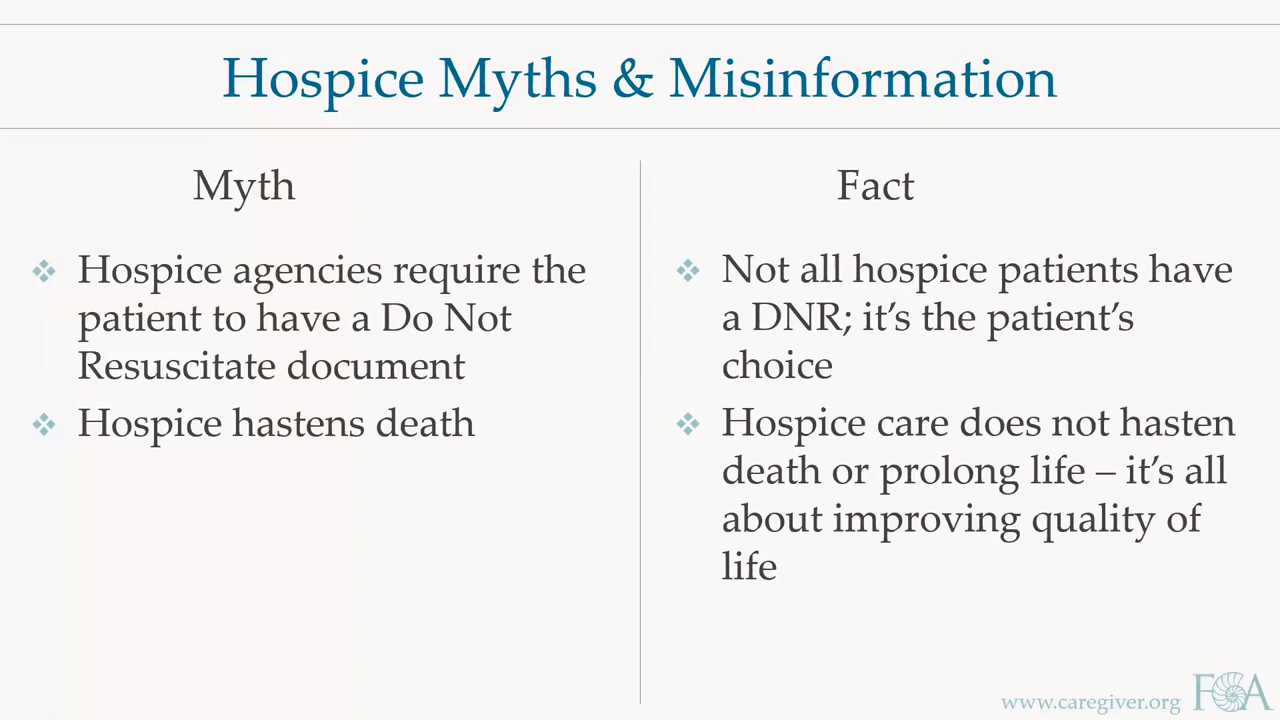 Hospice Myths & Misinformation
Myth
Hospice agencies require the
patient to have a Do Not
Resuscitate document
Hospice hastens death
Fact
Not all hospice patients have
a DNR; it’s the patient’s
choice
Hospice care does not hasten
death or prolong life – it’s all
about improving quality of
life
www.caregiver.org
FCA